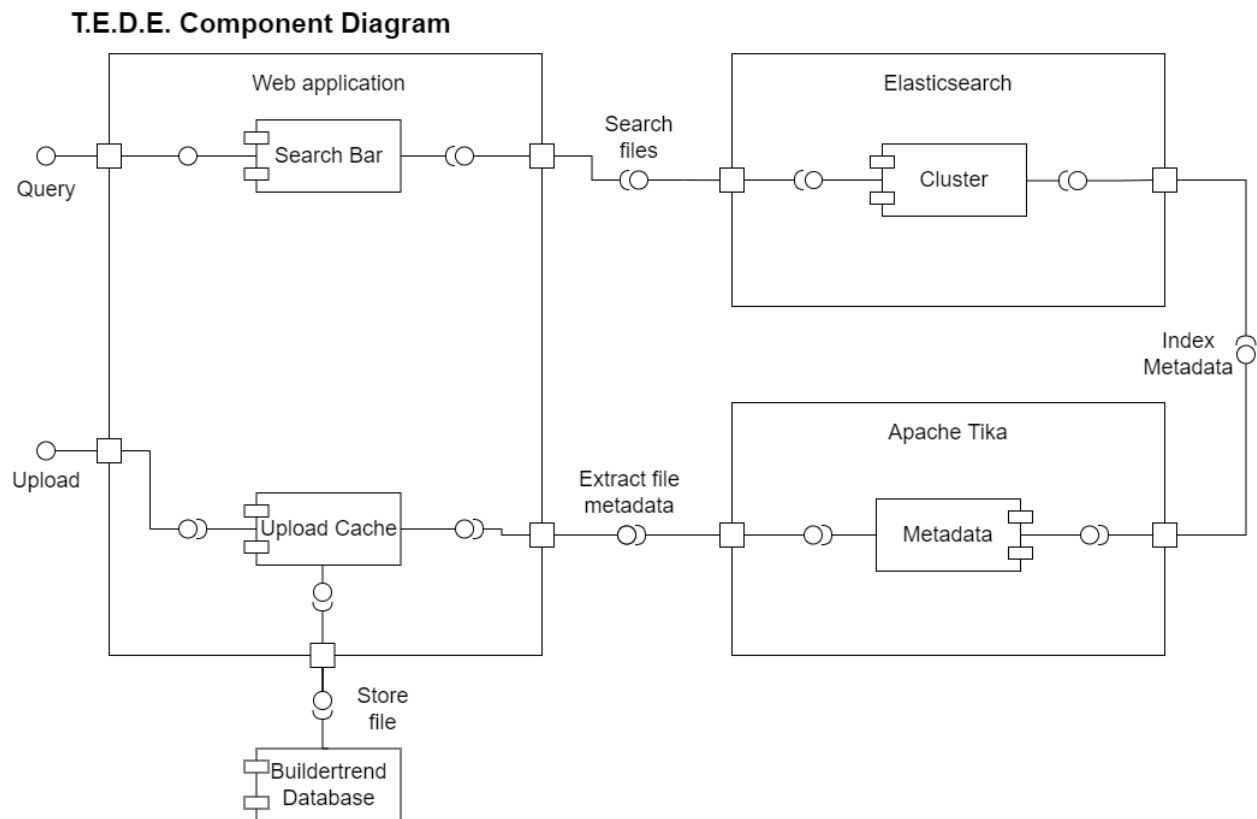 T.E.D.E. Component Diagram
Web application
Elasticsearch
Search
files
Search Bar
Cluster
Query
Index
Metadata
Apache Tika
Upload
Extract file
metadata
Upload Cache
Metadata
Store
file
Buildertrend
Database